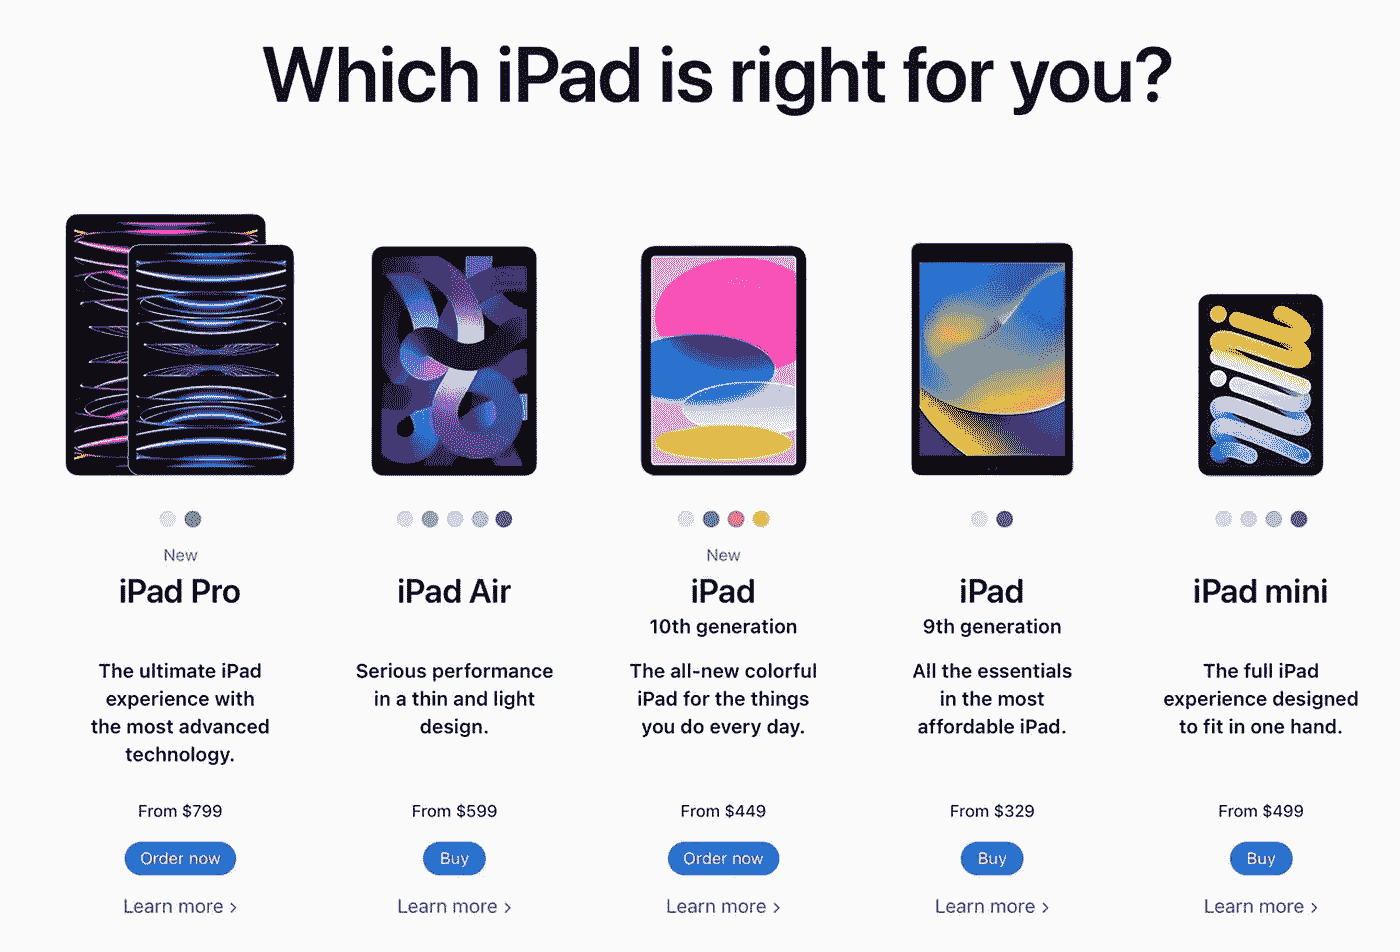 Which iPad is right for you?
New
iPad Pro
The ultimate iPad
experience with
the most advanced
technology.
From $799
Order now
Learn more >
iPad Air
Serious performance
in a thin and light
design.
From $599
Buy
Learn more >
New
iPad
10th generation
The all-new colorful
iPad for the things
you do every day.
From $449
Order now
Learn more >
iPad
9th generation
All the essentials
in the most
affordable iPad.
From $329
Buy
Learn more >
mini
iPad mini
The full iPad
experience designed
to fit in one hand.
From $499
Buy
Learn more >